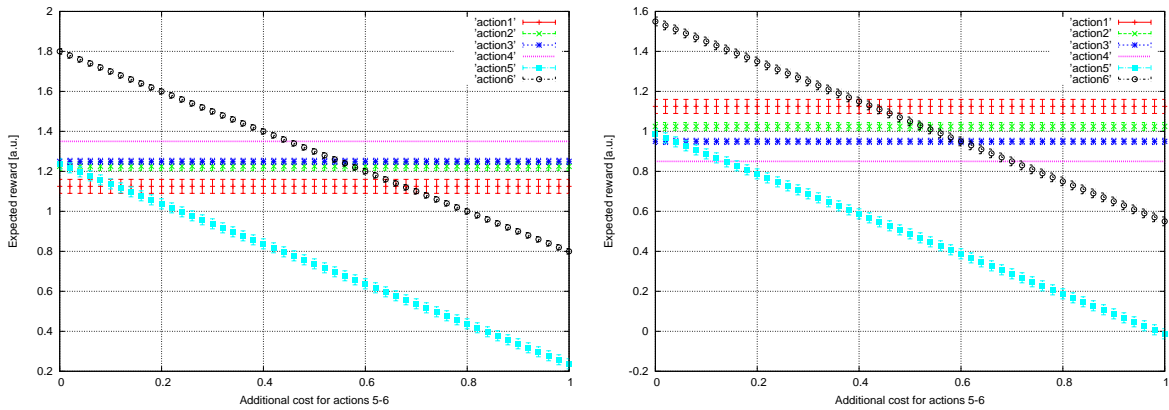 2
1.8
1.6
1.4
1.2
1
0.8
0.6
0.4
0.2
Expected reward [a.u.]
0 0.2 0.4 0.6 0.8 1
Additional cost for actions 5-6
'action1'
'action2'
'action3'
'action4'
'action5'
'action6'
1.6
1.4
1.2
1
0.8
0.6
0.4
0.2
0
-0.2
Expected reward [a.u.]
0 0.2 0.4 0.6 0.8 1
Additional cost for actions 5-6
'action1'
'action2'
'action3'
'action4'
'action5'
'action6'